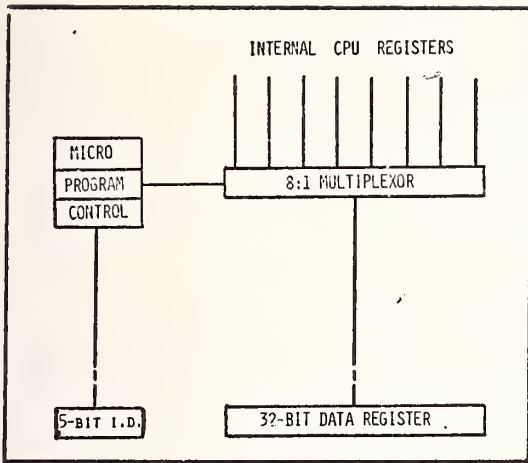 INTERNAL CPU REGISTERS
MICRO
PROGRAM
CONTROL
8:1 MULTIPLEXOR
5-BIT I.D.
32-BIT DATA REGISTER